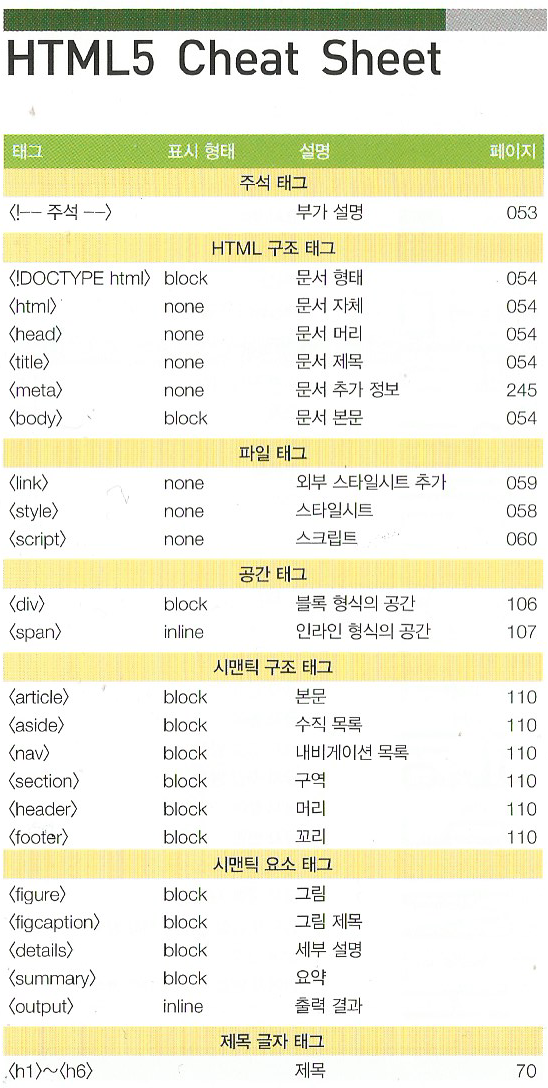 HTML5 Cheat Sheet
태그 표시 형태 설명 페이지
주석 태그
〈!-- 주석 --〉 부가 설명 053
HTML 구조 태그
〈!DOCTYPE html〉 block 문서 형태 054
〈html〉 none 문서 자체 054
〈head〉 none 문서 머리 054
〈title〉 none 문서 제목 054
〈meta〉 none 문서 추가 정보 245
〈body〉 block 문서 본문 054
파일 태그
〈link〉 none 외부 스타일시트 추가 059
〈style〉 none 스타일시트 058
〈script〉 none 스크립트 060
공간 태그
〈div〉 block 블록 형식의 공간 106
〈span〉 inline 인라인 형식의 공간 107
시맨틱 구조 태그
〈article〉 block 본문 110
〈aside〉 block 수직 목록 110
〈nav〉 block 내비게이션 목록 110
〈section〉 block 구역 110
〈header〉 block 머리 110
〈footer〉 block 꼬리 110
시맨틱 요소 태그
〈figure〉 block 그림
〈figcaption〉 block 그림 제목
〈details〉 block 세부 설명
〈summary〉 block 요약
〈output〉 inline 출력 결과
제목 글자 태그
〈h1〉~〈h6〉 제목 70